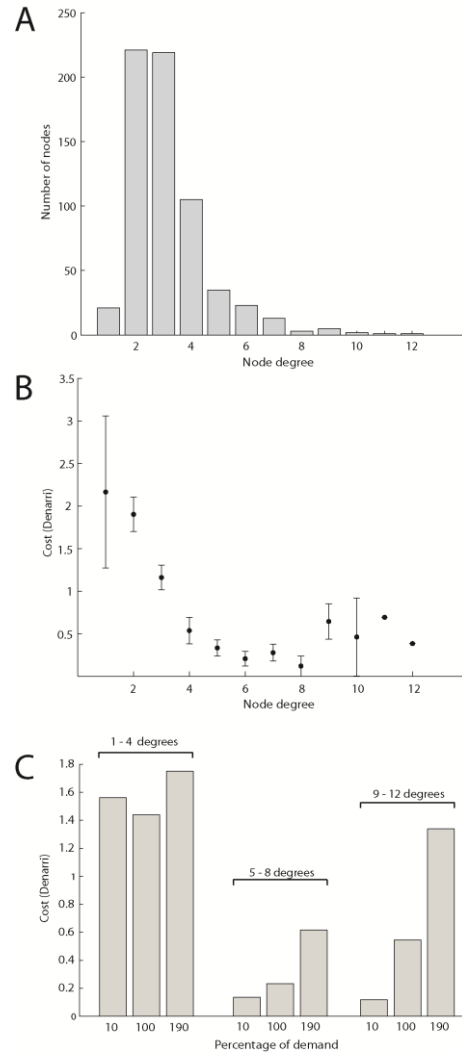 A
250
200
150
100
50
0
Number of nodes
2 4 6 8 10 12
Node degree
B
3.5
3
2.5
2
1.5
1
0.5
Cost (Denarri)
2 4 6 8 10 12
Node degree
C
1.8
1.6
1.4
1.2
1
0.8
0.6
0.4
0.2
0
Cost (Denarri)
1 - 4 degrees
5 - 8 degrees
9 - 12 degrees
10 100 190 10 100 190 10 100 190
Percentage of demand